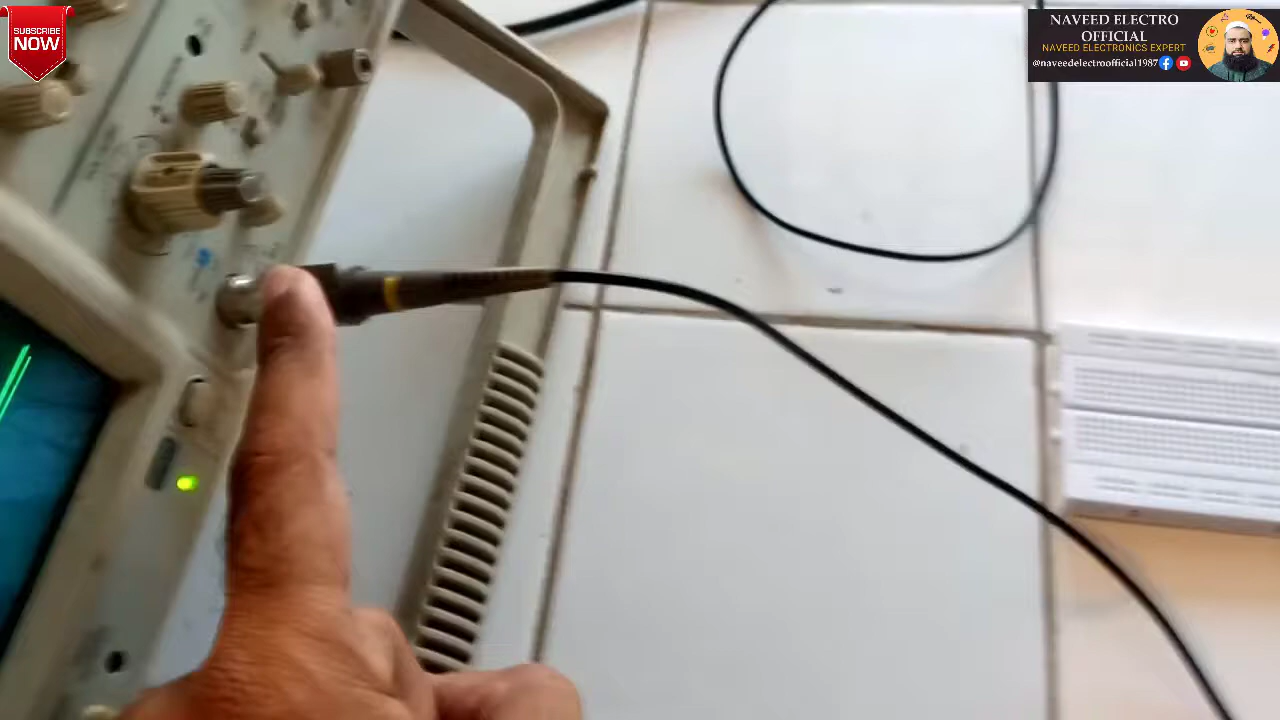 SUBSCRIBE
NOW
NAVEED ELECTRO
OFFICIAL
NAVEED ELECTRONICS EXPERT
@naveedelectroofficial1987